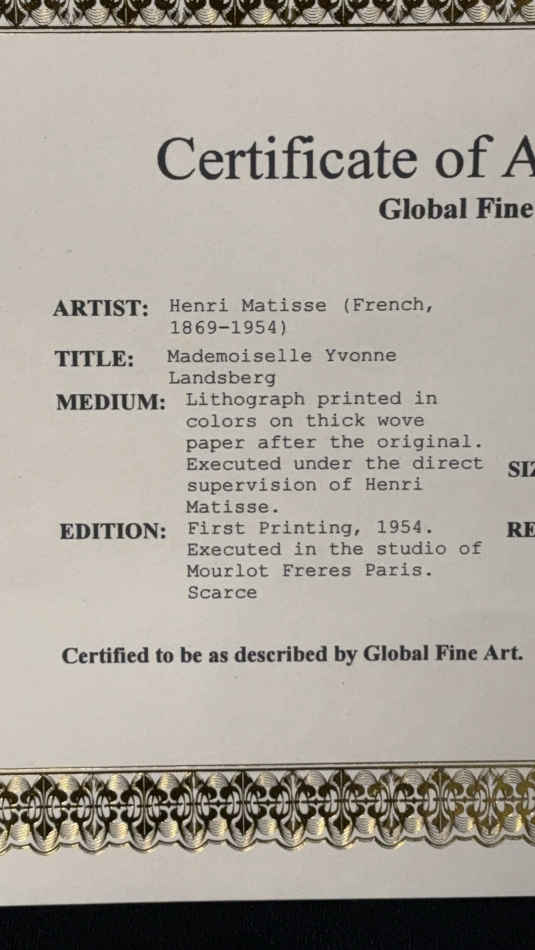 Certificate of A
Global Fine
ARTIST: Henri Matisse (French,
1869-1954)
TITLE: Mademoiselle Yvonne
Landsberg
MEDIUM: Lithograph printed in
colors on thick wove
paper after the original.
Executed under the direct
supervision of Henri
Matisse.
SIZ
EDITION: First Printing, 1954.
Executed in the studio of
Mourlot Freres Paris.
Scarce
RE
Certified to be as described by Global Fine Art.